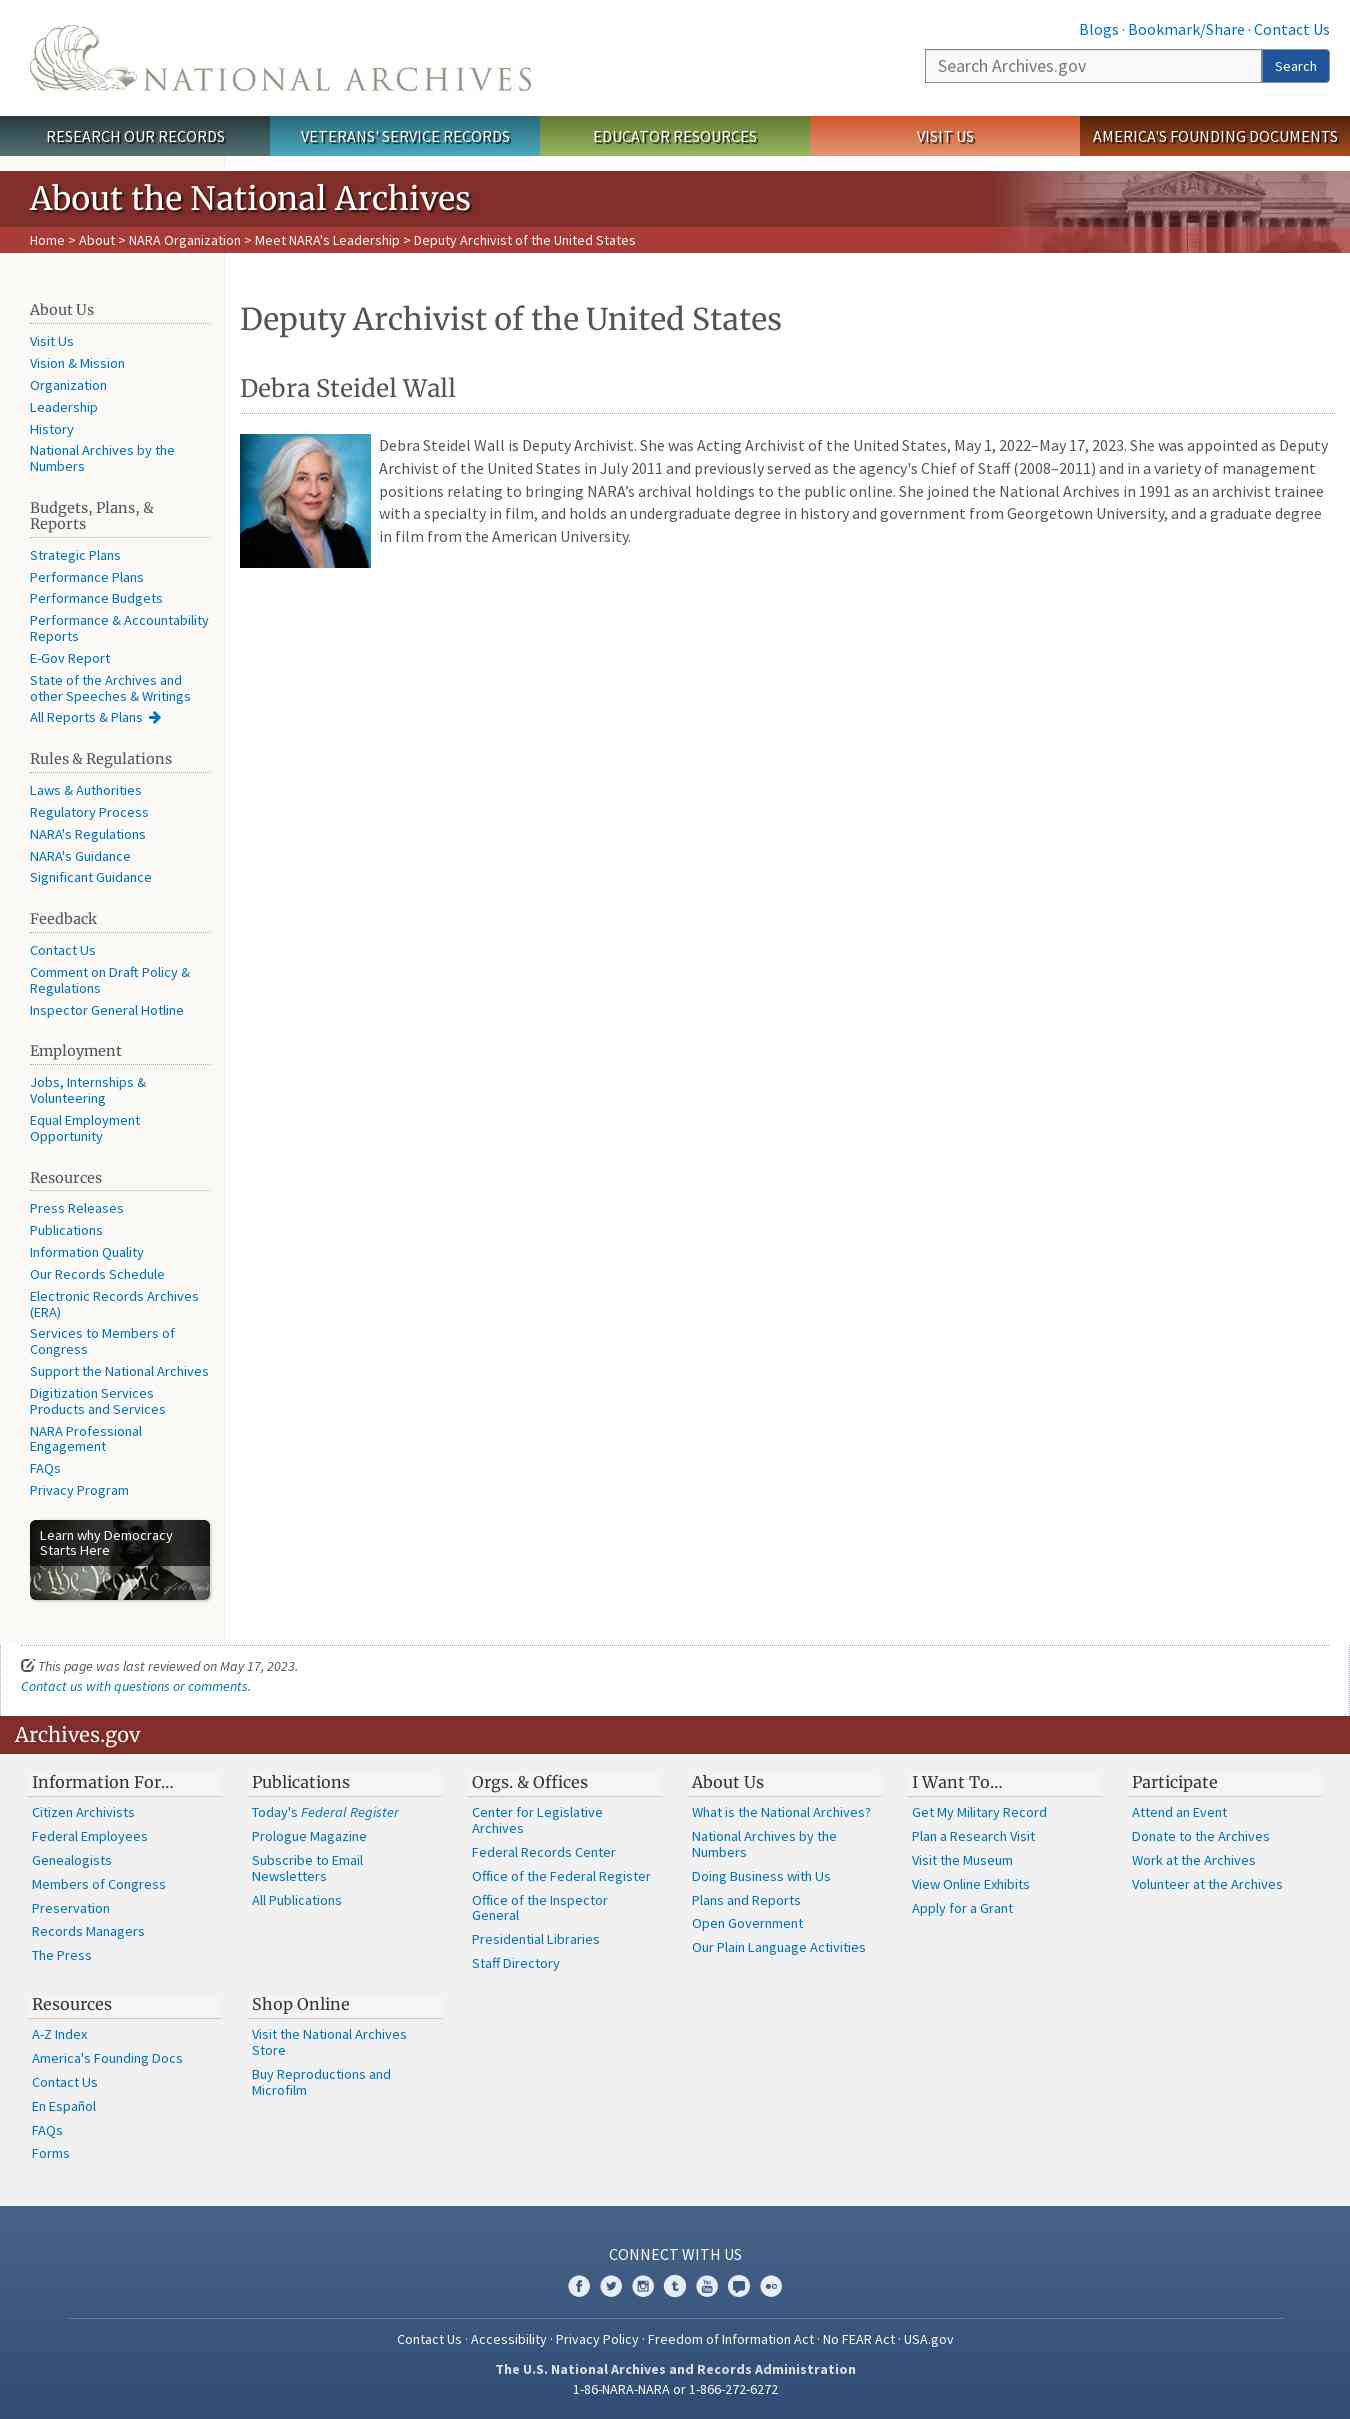 NATIONAL ARCHIVES
Blogs · Bookmark/Share · Contact Us
Search Archives.gov
Search
RESEARCH OUR RECORDS
VETERANS' SERVICE RECORDS
EDUCATOR RESOURCES
VISIT US
AMERICA'S FOUNDING DOCUMENTS
About the National Archives
Home > About > NARA Organization > Meet NARA's Leadership > Deputy Archivist of the United States
About Us
Visit Us
Vision & Mission
Organization
Leadership
History
National Archives by the
Numbers
Budgets, Plans, &
Reports
Strategic Plans
Performance Plans
Performance Budgets
Performance & Accountability
Reports
E-Gov Report
State of the Archives and
other Speeches & Writings
All Reports & Plans
Rules & Regulations
Laws & Authorities
Regulatory Process
NARA's Regulations
NARA's Guidance
Significant Guidance
Feedback
Contact Us
Comment on Draft Policy &
Regulations
Inspector General Hotline
Employment
Jobs, Internships &
Volunteering
Equal Employment
Opportunity
Resources
Press Releases
Publications
Information Quality
Our Records Schedule
Electronic Records Archives
(ERA)
Services to Members of
Congress
Support the National Archives
Digitization Services
Products and Services
NARA Professional
Engagement
FAQs
Privacy Program
Learn why Democracy
Starts Here
We the People
Deputy Archivist of the United States
Debra Steidel Wall
Debra Steidel Wall is Deputy Archivist. She was Acting Archivist of the United States, May 1, 2022–May 17, 2023. She was appointed as Deputy
Archivist of the United States in July 2011 and previously served as the agency's Chief of Staff (2008–2011) and in a variety of management
positions relating to bringing NARA’s archival holdings to the public online. She joined the National Archives in 1991 as an archivist trainee
with a specialty in film, and holds an undergraduate degree in history and government from Georgetown University, and a graduate degree
in film from the American University.
This page was last reviewed on May 17, 2023.
Contact us with questions or comments.
Archives.gov
Information For…
Citizen Archivists
Federal Employees
Genealogists
Members of Congress
Preservation
Records Managers
The Press
Publications
Today's Federal Register
Prologue Magazine
Subscribe to Email
Newsletters
All Publications
Orgs. & Offices
Center for Legislative
Archives
Federal Records Center
Office of the Federal Register
Office of the Inspector
General
Presidential Libraries
Staff Directory
About Us
What is the National Archives?
National Archives by the
Numbers
Doing Business with Us
Plans and Reports
Open Government
Our Plain Language Activities
I Want To…
Get My Military Record
Plan a Research Visit
Visit the Museum
View Online Exhibits
Apply for a Grant
Participate
Attend an Event
Donate to the Archives
Work at the Archives
Volunteer at the Archives
Resources
A-Z Index
America's Founding Docs
Contact Us
En Español
FAQs
Forms
Shop Online
Visit the National Archives
Store
Buy Reproductions and
Microfilm
CONNECT WITH US
Contact Us · Accessibility · Privacy Policy · Freedom of Information Act · No FEAR Act · USA.gov
The U.S. National Archives and Records Administration
1-86-NARA-NARA or 1-866-272-6272